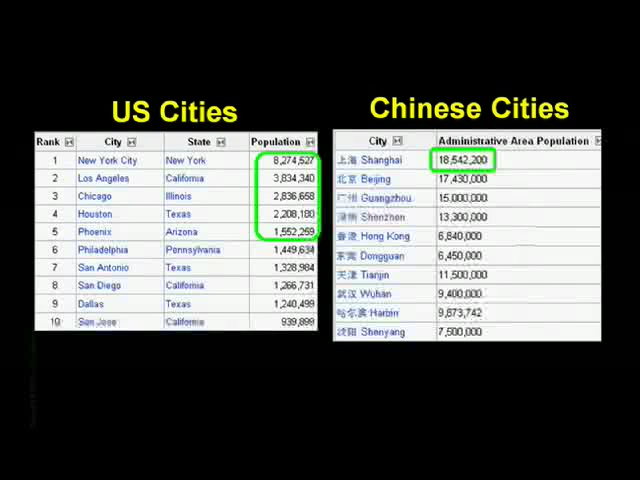 US Cities
Chinese Cities
Rank City State Population
1 New York City New York 8,274,527
2 Los Angeles California 3,834,340
3 Chicago Illinois 2,836,658
4 Houston Texas 2,208,180
5 Phoenix Arizona 1,552,259
6 Philadelphia Pennsylvania 1,449,634
7 San Antonio Texas 1,328,984
8 San Diego California 1,266,731
9 Dallas Texas 1,240,499
10 San Jose California 939,899
City Administrative Area Population
上海 Shanghai 18,542,200
北京 Beijing 17,430,000
广州 Guangzhou 15,000,000
深圳 Shenzhen 13,300,000
香港 Hong Kong 6,840,000
东莞 Dongguan 6,450,000
天津 Tianjin 11,500,000
武汉 Wuhan 9,400,000
哈尔滨 Harbin 9,873,742
沈阳 Shenyang 7,500,000